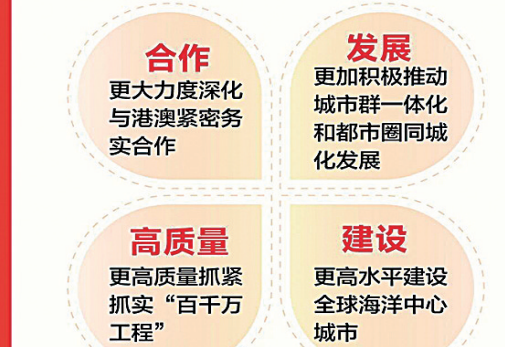 合作
更大力度深化
与港澳紧密务
实合作
发展
更加积极推动
城市群一体化
和都市圈同城
化发展
高质量
更高质量抓紧
抓实“百千万
工程”
建设
更高水平建设
全球海洋中心
城市